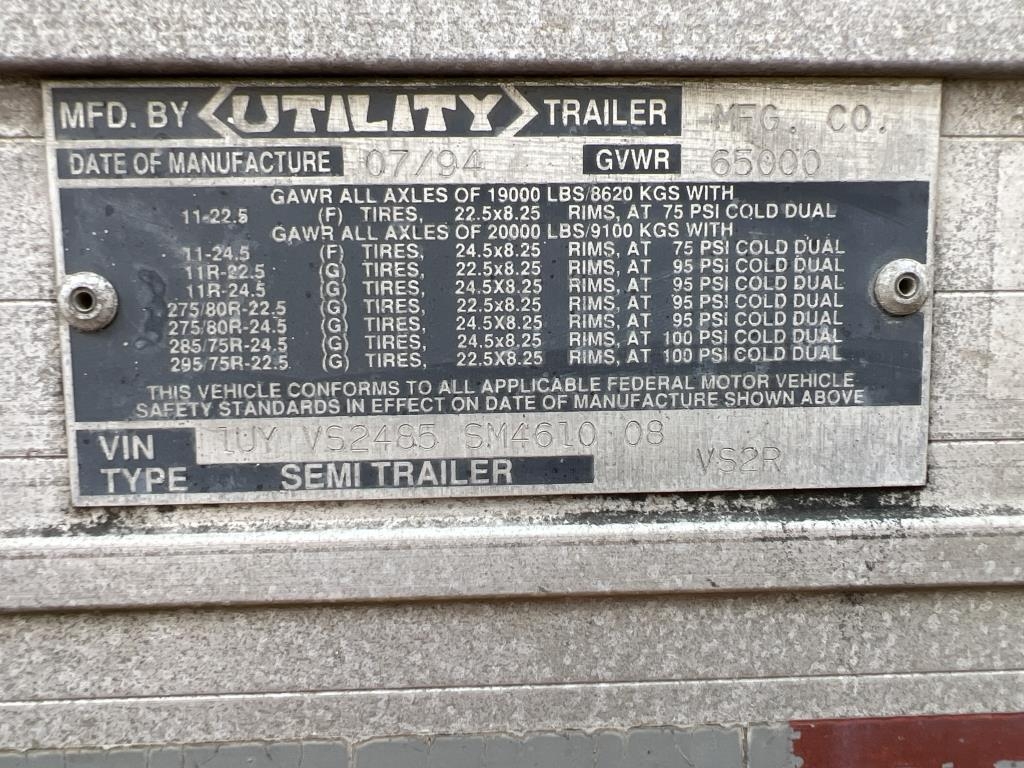 MFD. BY UTILITY TRAILER MFG. CO.
DATE OF MANUFACTURE 07/94 GVWR 65000
GAWR ALL AXLES OF 19000 LBS/8620 KGS WITH
11-22.5 (F) TIRES, 22.5x8.25 RIMS, AT 75 PSI COLD DUAL
GAWR ALL AXLES OF 20000 LBS/9100 KGS WITH
11-24.5 (F) TIRES, 24.5x8.25 RIMS, AT 75 PSI COLD DUAL
11R-22.5 (G) TIRES, 22.5x8.25 RIMS, AT 95 PSI COLD DUAL
11R-24.5 (G) TIRES, 24.5X8.25 RIMS, AT 95 PSI COLD DUAL
275/80R-22.5 (G) TIRES, 22.5x8.25 RIMS, AT 95 PSI COLD DUAL
275/80R-24.5 (G) TIRES, 24.5X8.25 RIMS, AT 95 PSI COLD DUAL
285/75R-24.5 (G) TIRES, 24.5x8.25 RIMS, AT 100 PSI COLD DUAL
295/75R-22.5 (G) TIRES, 22.5X8.25 RIMS, AT 100 PSI COLD DUAL
THIS VEHICLE CONFORMS TO ALL APPLICABLE FEDERAL MOTOR VEHICLE
SAFETY STANDARDS IN EFFECT ON DATE OF MANUFACTURE SHOWN ABOVE
VIN 1UY VS2485 SM4610 08
TYPE SEMI TRAILER VS2R